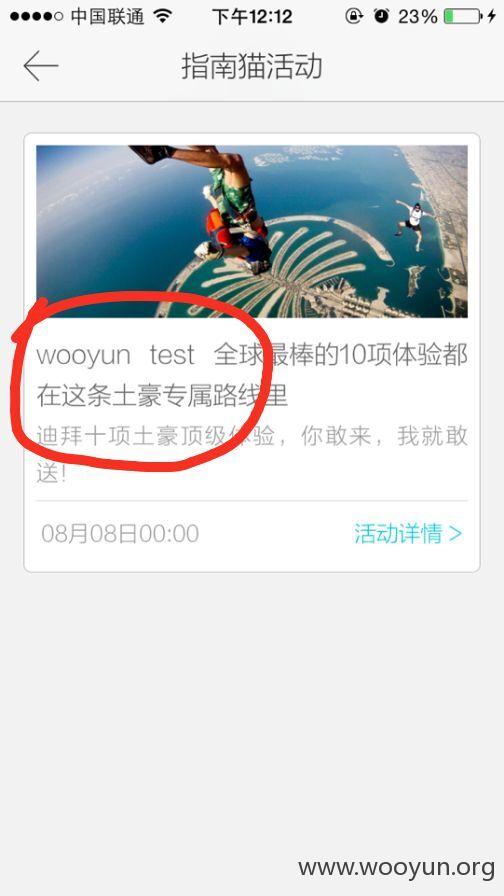 中国联通 下午12:12 23%
指南猫活动
wooyun test 全球最棒的10项体验都
在这条土豪专属路线里
迪拜十项土豪顶级体验，你敢来，我就敢
送！
08月08日00:00 活动详情 >
www.wooyun.org